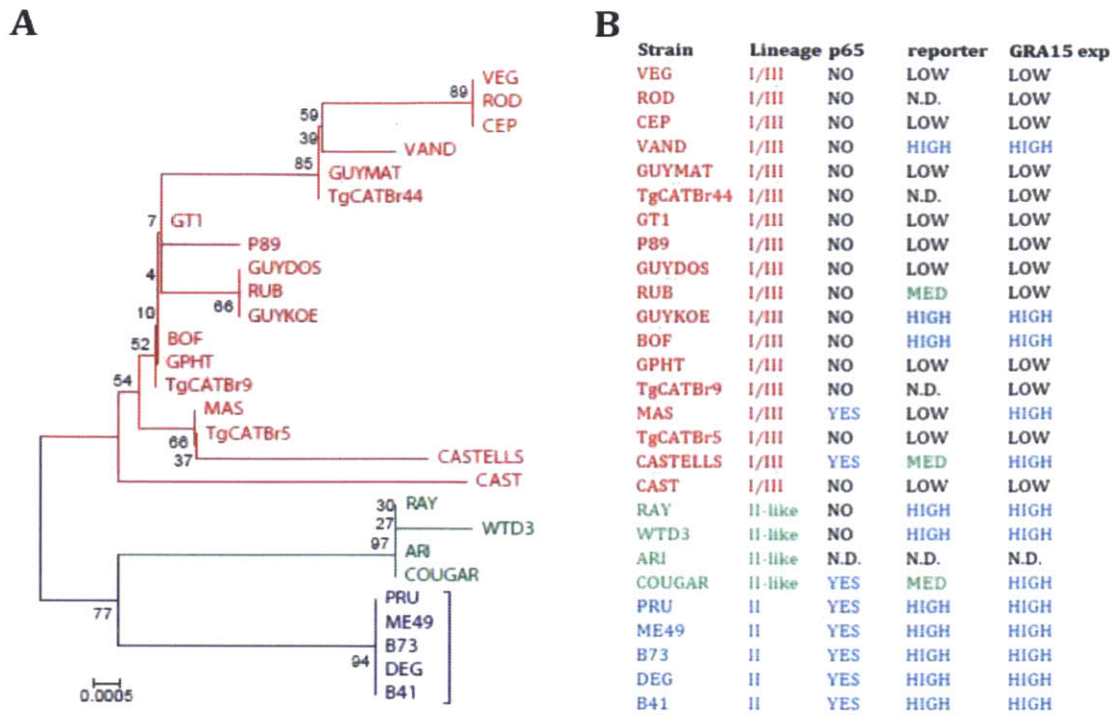 A
VEG
89
ROD
CEP
59
39
VAND
85
GUYMAT
TgCATBr44
7
GT1
P89
4
GUYDOS
RUB
66
GUYKOE
10
BOF
52
GPHT
TgCATBr9
54
MAS
TgCATBr5
66
37
CASTELLS
CAST
30
RAY
27
WTD3
97
ARI
COUGAR
77
PRU
ME49
B73
94
DEG
B41
0.0005
B
Strain Lineage p65 reporter GRA15 exp
VEG I/III NO LOW LOW
ROD I/III NO N.D. LOW
CEP I/III NO LOW LOW
VAND I/III NO HIGH HIGH
GUYMAT I/III NO LOW LOW
TgCATBr44 I/III NO N.D. LOW
GT1 I/III NO LOW LOW
P89 I/III NO LOW LOW
GUYDOS I/III NO LOW LOW
RUB I/III NO MED LOW
GUYKOE I/III NO HIGH HIGH
BOF I/III NO HIGH HIGH
GPHT I/III NO LOW LOW
TgCATBr9 I/III NO N.D. LOW
MAS I/III YES LOW HIGH
TgCATBr5 I/III NO LOW LOW
CASTELLS I/III YES MED HIGH
CAST I/III NO LOW LOW
RAY II-like NO HIGH HIGH
WTD3 II-like NO HIGH HIGH
ARI II-like N.D. N.D. N.D.
COUGAR II-like YES MED HIGH
PRU II YES HIGH HIGH
ME49 II YES HIGH HIGH
B73 II YES HIGH HIGH
DEG II YES HIGH HIGH
B41 II YES HIGH HIGH